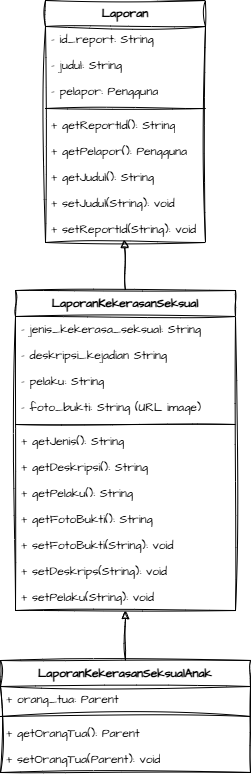 Laporan
- id_report: String
- judul: String
- pelapor: Pengguna
+ getReportId(): String
+ getPelapor(): Pengguna
+ getJudul(): String
+ setJudul(String): void
+ setReportId(String): void
LaporanKekerasanSeksual
- jenis_kekerasa_seksual: String
- deskripsi_kejadian String
- pelaku: String
- foto_bukti: String (URL image)
+ getJenis(): String
+ getDeskripsi(): String
+ getPelaku(): String
+ getFotoBukti(): String
+ setFotoBukti(String): void
+ setDeskrips(String): void
+ setPelaku(String): void
LaporanKekerasanSeksualAnak
+ orang_tua: Parent
+ getOrangTua(): Parent
+ setOrangTua(Parent): void